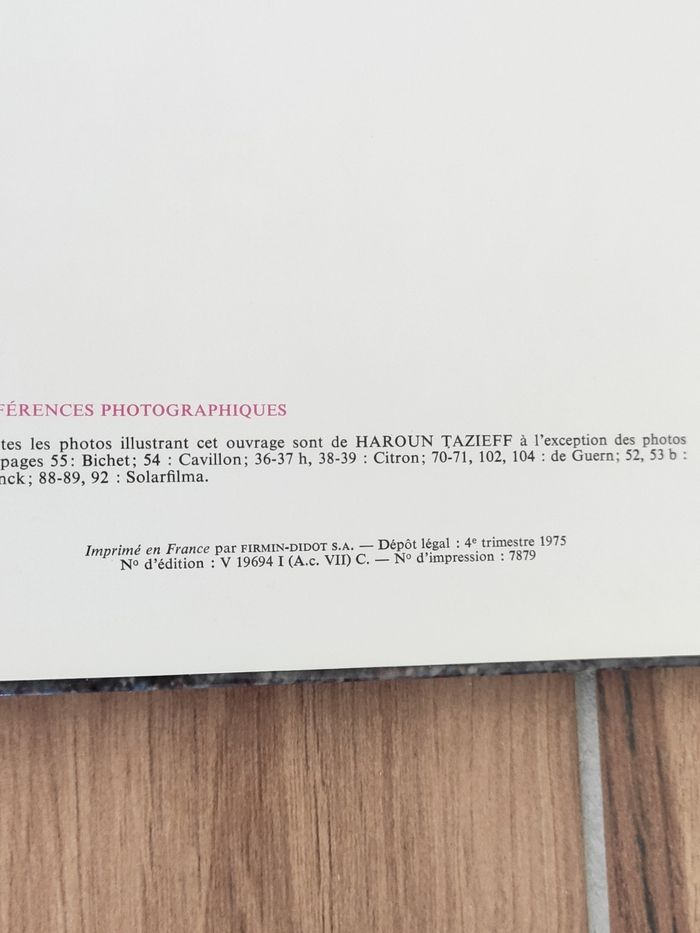 FÉRENCES PHOTOGRAPHIQUES
tes les photos illustrant cet ouvrage sont de HAROUN TAZIEFF à l'exception des photos
pages 55: Bichet; 54 : Cavillon; 36-37 h, 38-39 : Citron; 70-71, 102, 104 : de Guern; 52, 53 b :
nck; 88-89, 92 : Solarfilma.
Imprimé en France par FIRMIN-DIDOT S.A. — Dépôt légal : 4e trimestre 1975
No d'édition : V 19694 I (A.c. VII) C. — No d'impression : 7879